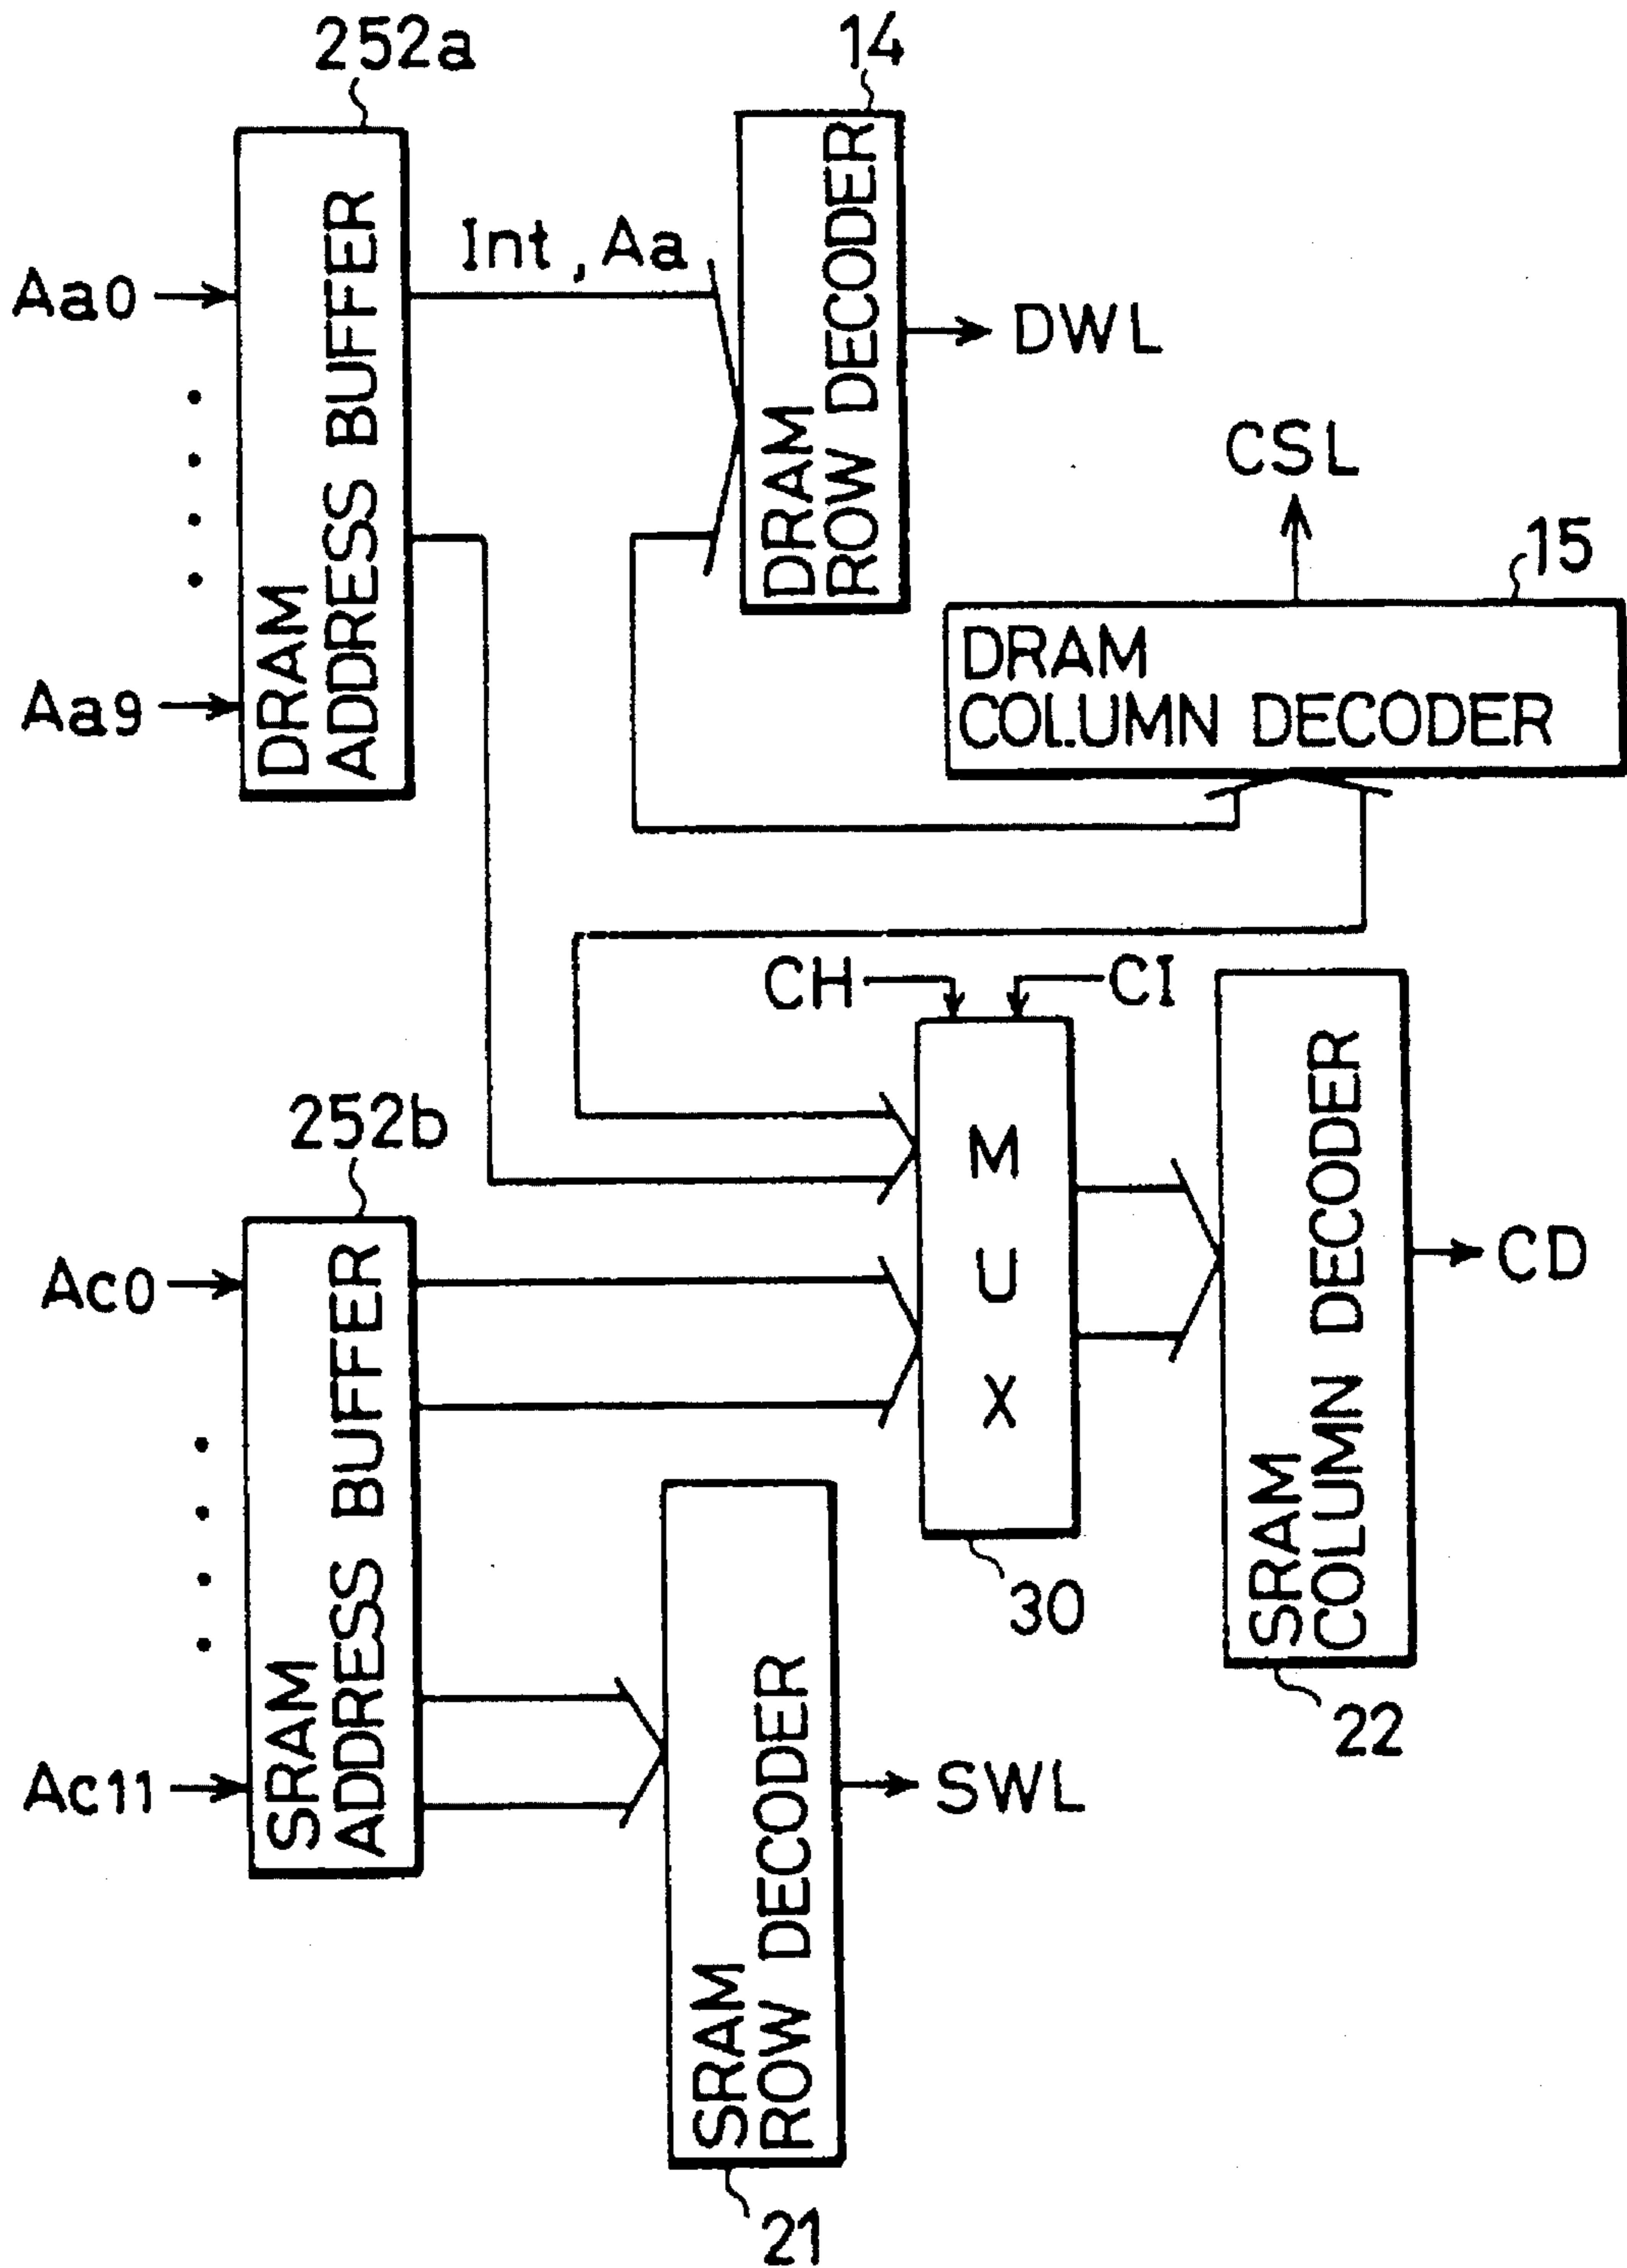 252a
14
DRAM
ADDRESS BUFFER
Aa0
Aa9
Int, Aa
DRAM
ROW DECODER
DWL
CSL
15
DRAM
COLUMN DECODER
CH
CI
252b
SRAM
ADDRESS BUFFER
Ac0
Ac11
MUX
30
SRAM
COLUMN DECODER
CD
22
SRAM
ROW DECODER
SWL
21